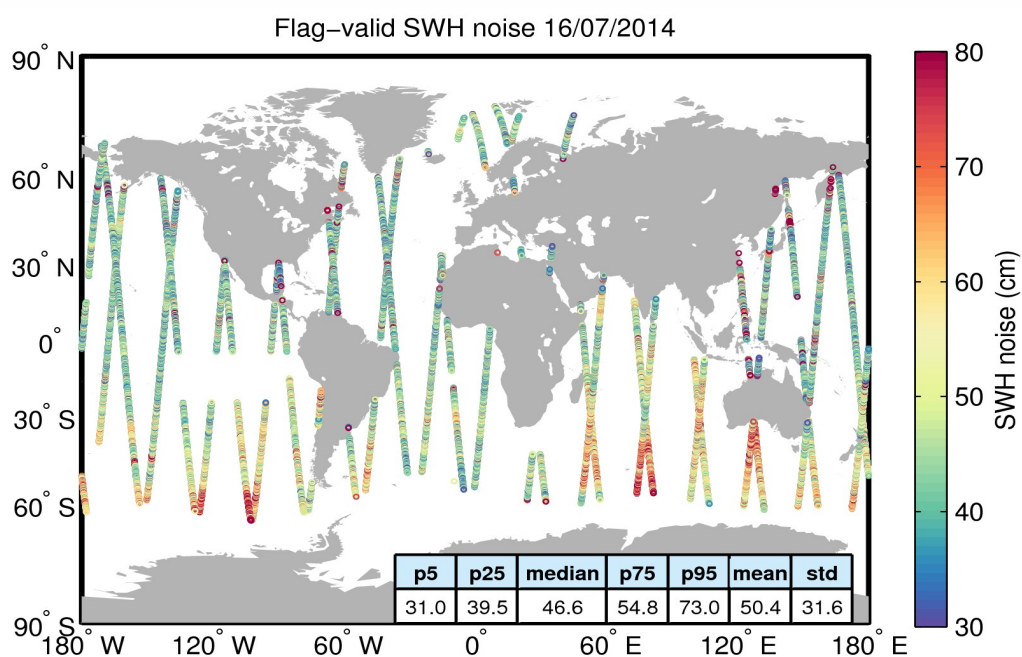 Flag−valid SWH noise 16/07/2014
90° N
60° N
30° N
0°
30° S
60° S
90° S
180° W
120° W
60° W
0°
60° E
120° E
180° E
80
70
60
50
40
30
SWH noise (cm)
p5 p25 median p75 p95 mean std
31.0 39.5 46.6 54.8 73.0 50.4 31.6